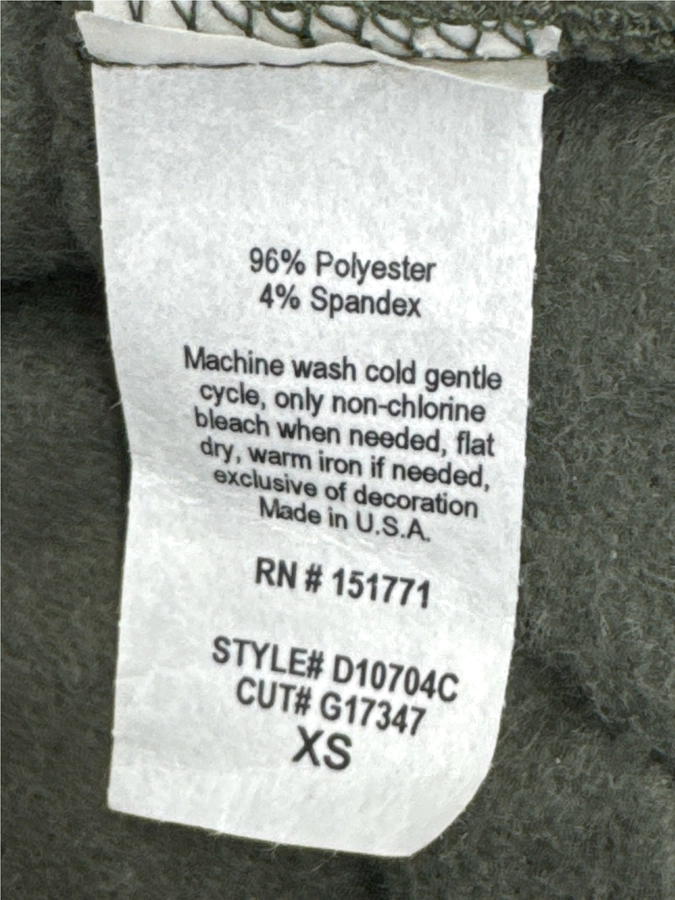 96% Polyester
4% Spandex
Machine wash cold gentle
cycle, only non-chlorine
bleach when needed, flat
dry, warm iron if needed,
exclusive of decoration
Made in U.S.A.
RN # 151771
STYLE# D10704C
CUT# G17347
XS